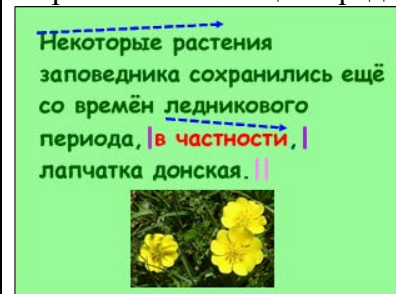 Некоторые растения
заповедника сохранились ещё
со времён ледникового
периода, |в частности, |
лапчатка донская. ||